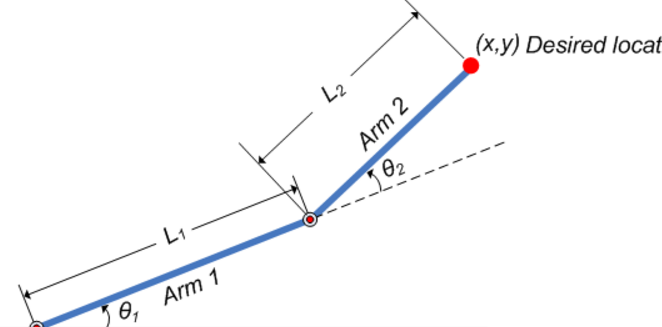 (x,y) Desired locat
L₂
Arm 2
θ₂
L₁
Arm 1
θ₁